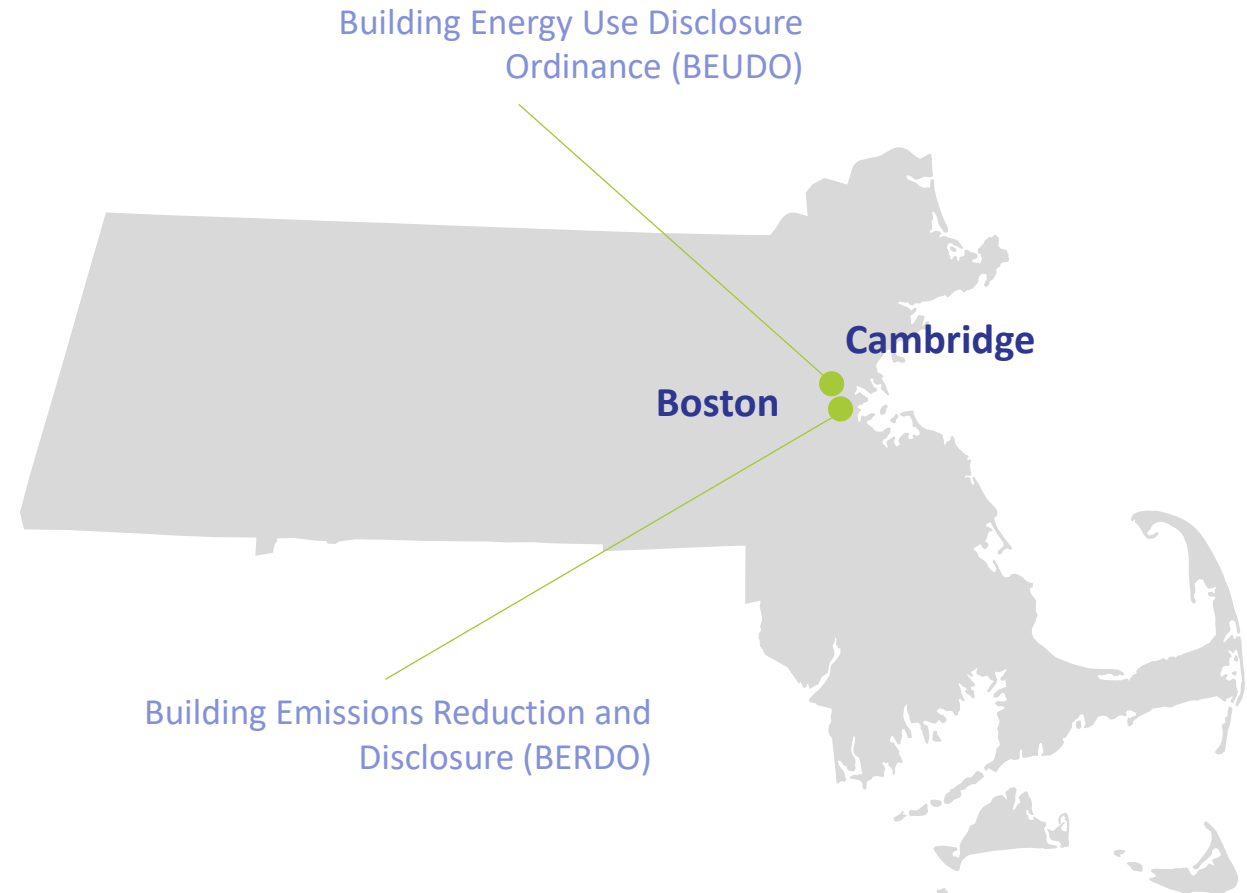 Building Energy Use Disclosure
Ordinance (BEUDO)
Cambridge
Boston
Building Emissions Reduction and
Disclosure (BERDO)